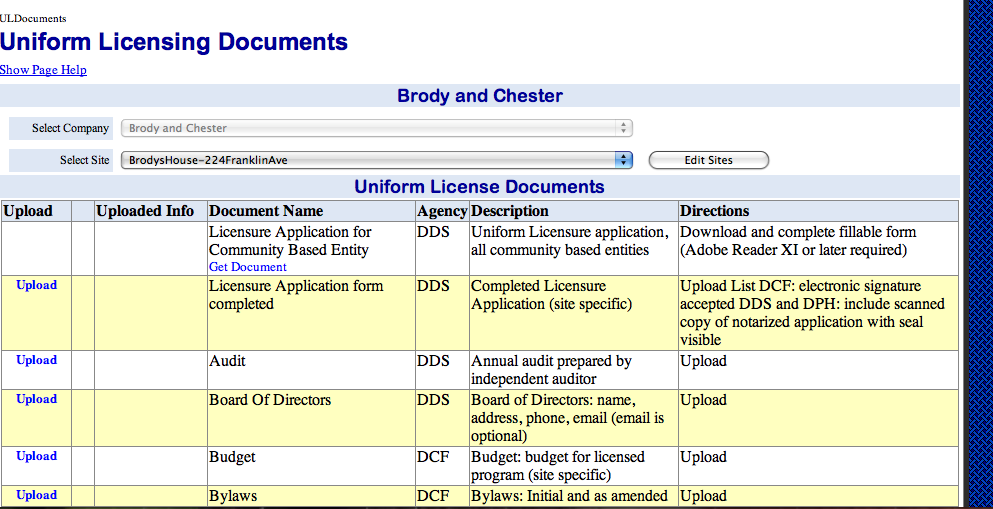 ULDocuments
Uniform Licensing Documents
Show Page Help
Brody and Chester
Select Company Brody and Chester
Select Site BrodysHouse-224FranklinAve Edit Sites
Uniform License Documents
Upload Uploaded Info Document Name Agency Description Directions
Licensure Application for DDS Uniform Licensure application, Download and complete fillable form
Community Based Entity all community based entities (Adobe Reader XI or later required)
Get Document
Upload Licensure Application form DDS Completed Licensure Upload List DCF: electronic signature
completed Application (site specific) accepted DDS and DPH: include scanned
copy of notarized application with seal
visible
Upload Audit DDS Annual audit prepared by Upload
independent auditor
Upload Board Of Directors DDS Board of Directors: name, Upload
address, phone, email (email is
optional)
Upload Budget DCF Budget: budget for licensed Upload
program (site specific)
Upload Bylaws DCF Bylaws: Initial and as amended Upload